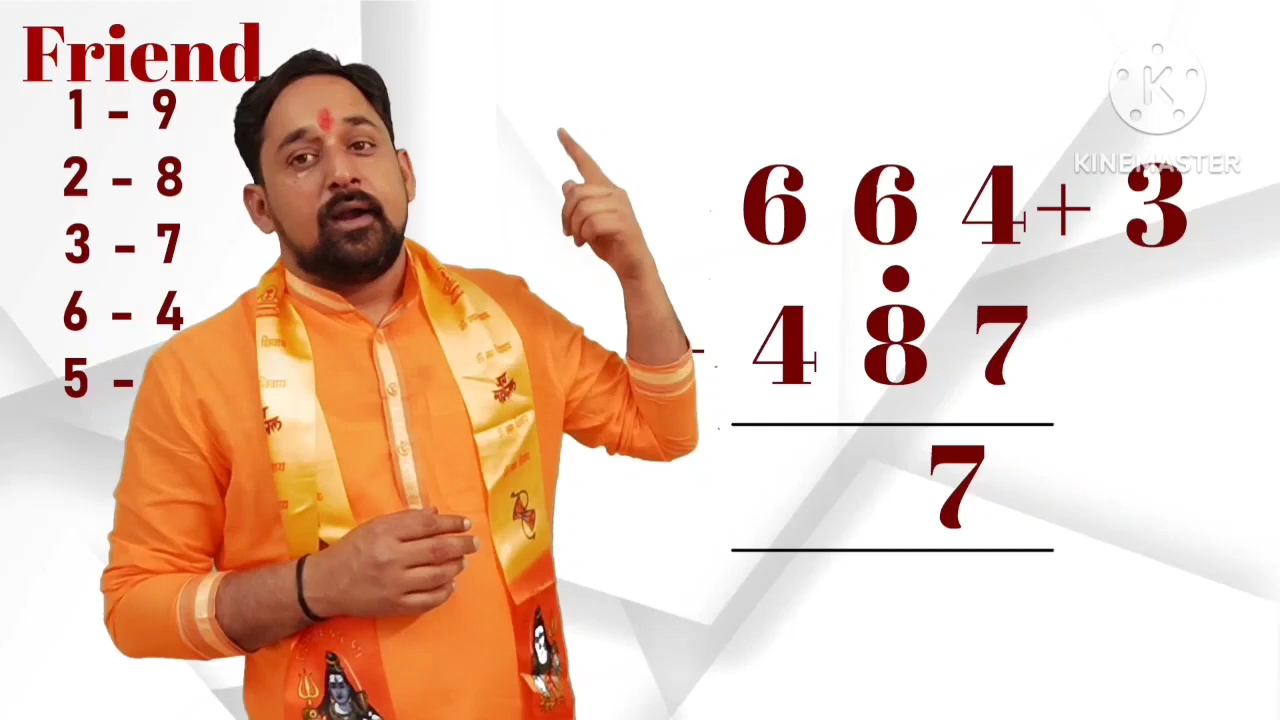 Friend
1 - 9
2 - 8
3 - 7
6 - 4
5 -
6 6 4 + 3
- 4 8 7
7
K
KINEMASTER